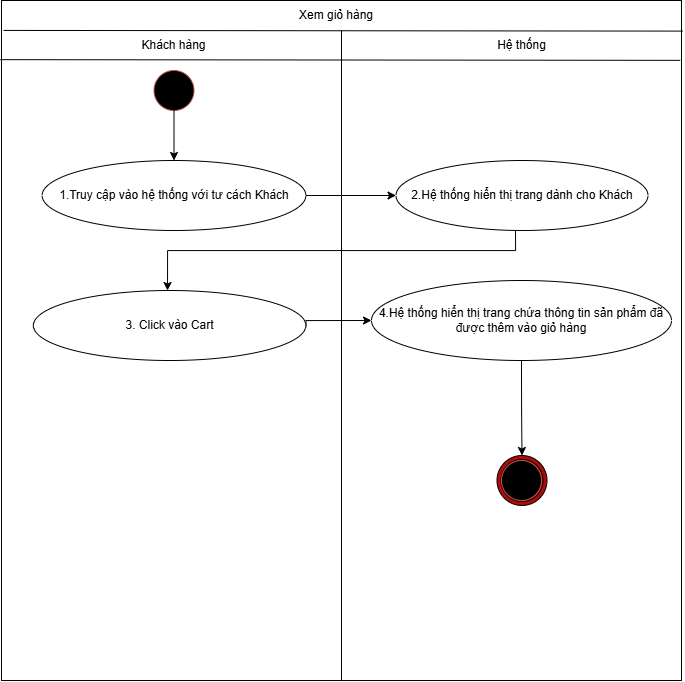 Xem giỏ hàng
Khách hàng
Hệ thống
1.Truy cập vào hệ thống với tư cách Khách
2.Hệ thống hiển thị trang dành cho Khách
3. Click vào Cart
4.Hệ thống hiển thị trang chứa thông tin sản phẩm đã
được thêm vào giỏ hàng